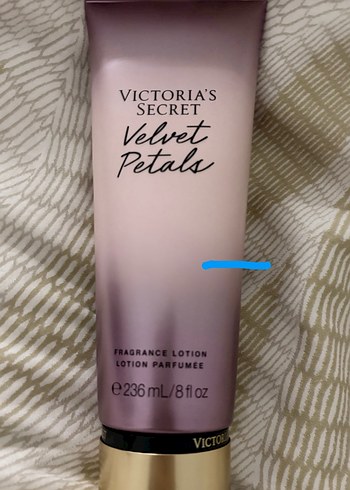 VICTORIA'S
SECRET
Velvet
Petals
FRAGRANCE LOTION
LOTION PARFUMÉE
℮236 mL/8 fl oz